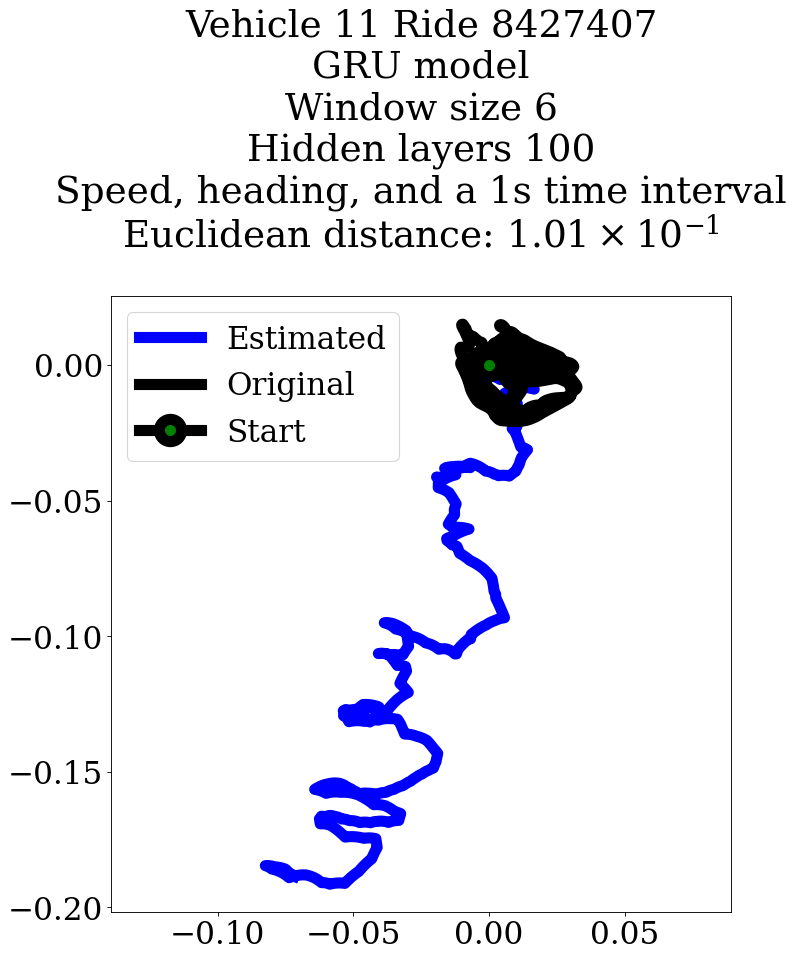 Vehicle 11 Ride 8427407
GRU model
Window size 6
Hidden layers 100
Speed, heading, and a 1s time interval
Euclidean distance: 1.01 × 10⁻¹
Estimated
Original
Start
0.00
−0.05
−0.10
−0.15
−0.20
−0.10 −0.05 0.00 0.05